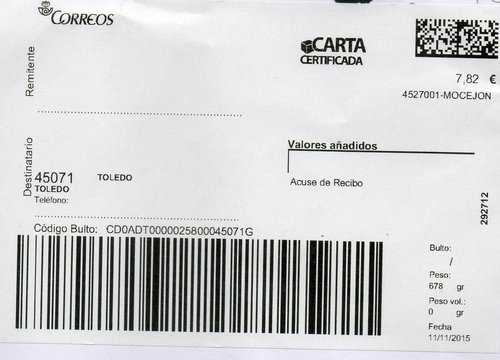 CORREOS
CARTA
CERTIFICADA
7,82 €
4527001-MOCEJON
Remitente
Destinatario
45071 TOLEDO
TOLEDO
Teléfono:
Valores añadidos
Acuse de Recibo
292712
Código Bulto: CD0ADT0000025800045071G
Bulto:
/
Peso:
678 gr
Peso vol.:
0 gr
Fecha
11/11/2015